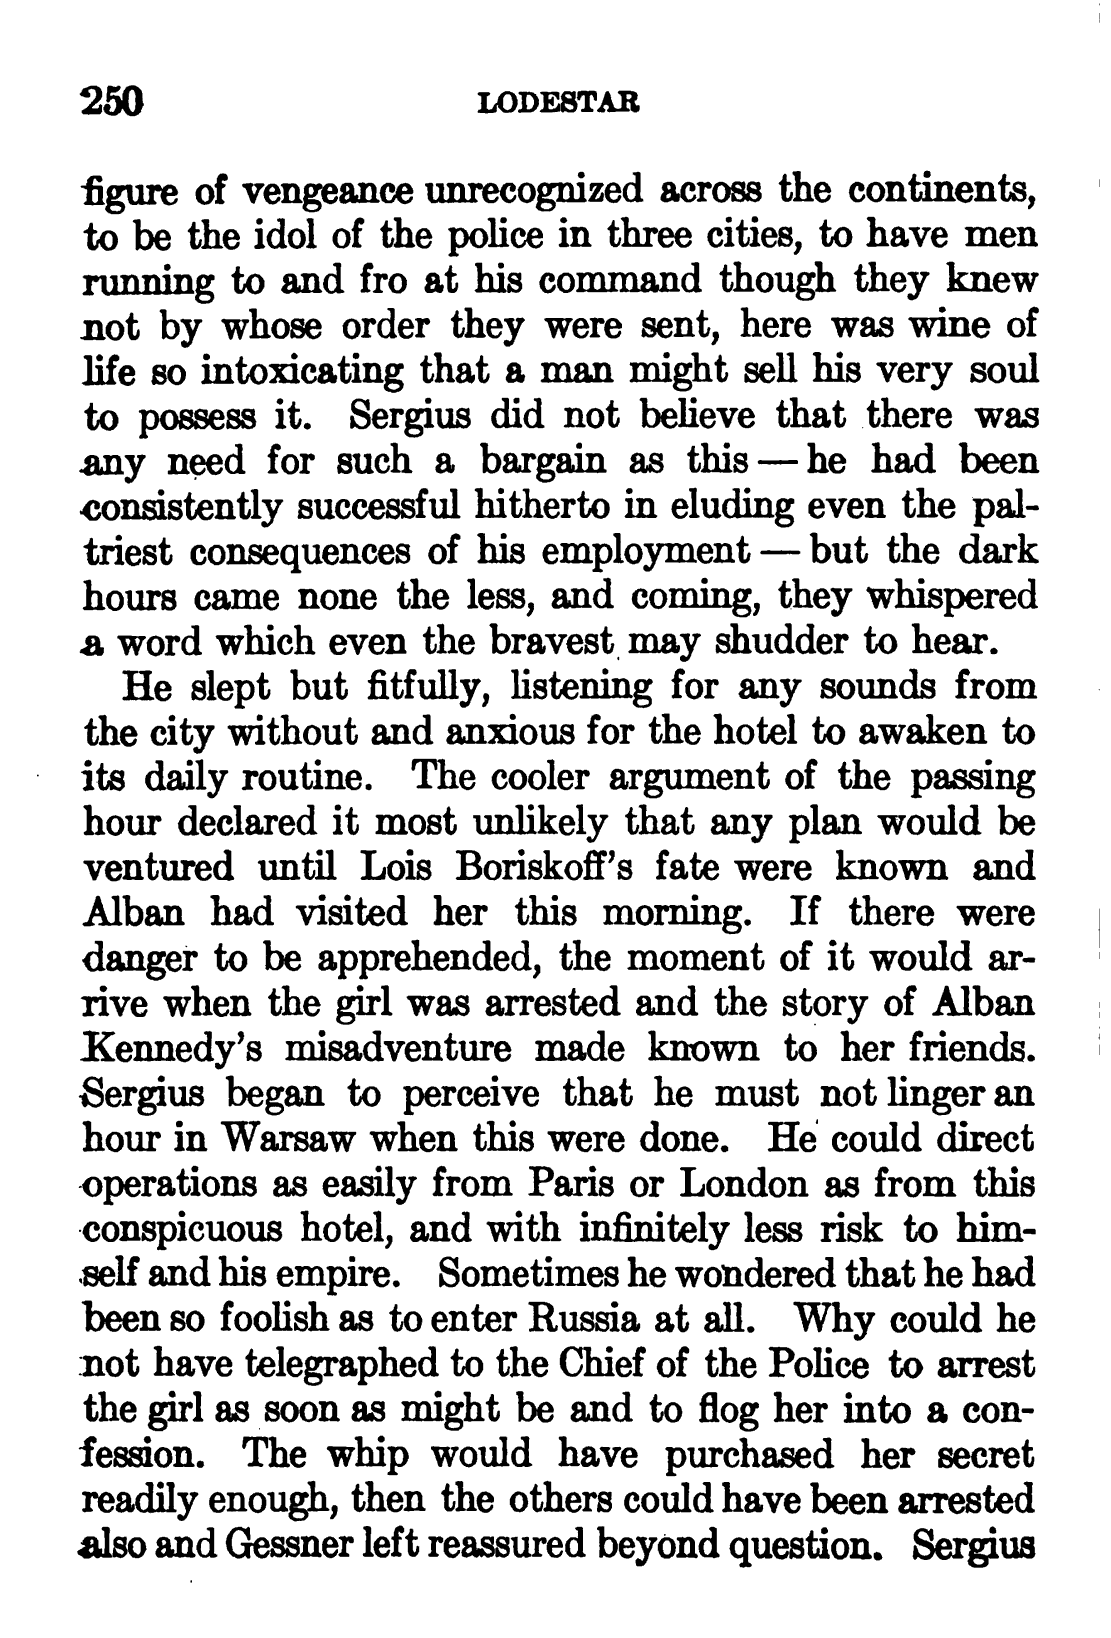 250 LODESTAR
figure of vengeance unrecognized across the continents,
to be the idol of the police in three cities, to have men
running to and fro at his command though they knew
not by whose order they were sent, here was wine of
life so intoxicating that a man might sell his very soul
to possess it. Sergius did not believe that there was
any need for such a bargain as this — he had been
consistently successful hitherto in eluding even the pal-
triest consequences of his employment — but the dark
hours came none the less, and coming, they whispered
a word which even the bravest may shudder to hear.
He slept but fitfully, listening for any sounds from
the city without and anxious for the hotel to awaken to
its daily routine. The cooler argument of the passing
hour declared it most unlikely that any plan would be
ventured until Lois Boriskoff's fate were known and
Alban had visited her this morning. If there were
danger to be apprehended, the moment of it would ar-
rive when the girl was arrested and the story of Alban
Kennedy's misadventure made known to her friends.
Sergius began to perceive that he must not linger an
hour in Warsaw when this were done. He could direct
operations as easily from Paris or London as from this
conspicuous hotel, and with infinitely less risk to him-
self and his empire. Sometimes he wondered that he had
been so foolish as to enter Russia at all. Why could he
not have telegraphed to the Chief of the Police to arrest
the girl as soon as might be and to flog her into a con-
fession. The whip would have purchased her secret
readily enough, then the others could have been arrested
also and Gessner left reassured beyond question. Sergius